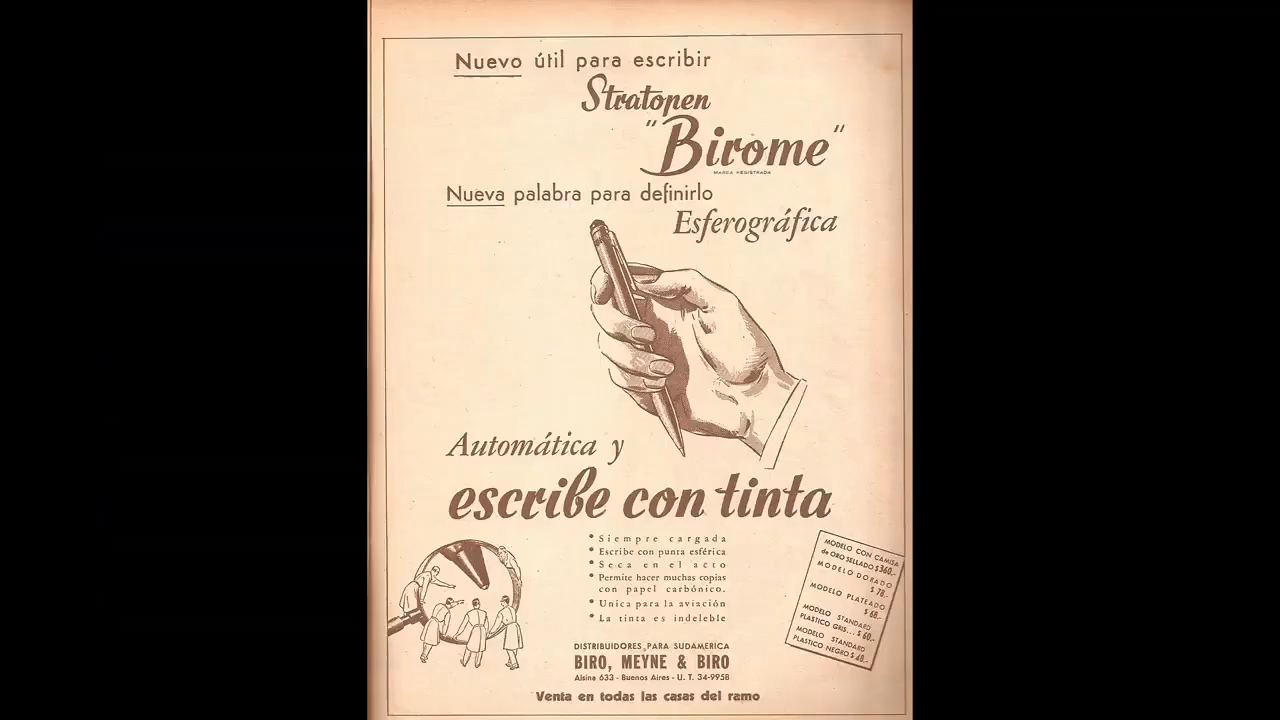 Nuevo útil para escribir
Stratopen
"Birome"
MARCA REGISTRADA
Nueva palabra para definirlo
Esferográfica
Automática y
escribe con tinta
* Siempre cargada
* Escribe con punta esférica
* Seca en el acto
* Permite hacer muchas copias
con papel carbónico.
* Unica para la aviación
* La tinta es indeleble
MODELO CON CAMISA
de ORO SELLADO $360.-
MODELO DORADO
$ 78.-
MODELO PLATEADO
$ 68.-
MODELO STANDARD
PLASTICO GRIS... $ 60.-
MODELO STANDARD
PLASTICO NEGRO $ 48.-
DISTRIBUIDORES PARA SUDAMERICA
BIRO, MEYNE & BIRO
Alsina 633 - Buenos Aires - U. T. 34-9958
Venta en todas las casas del ramo